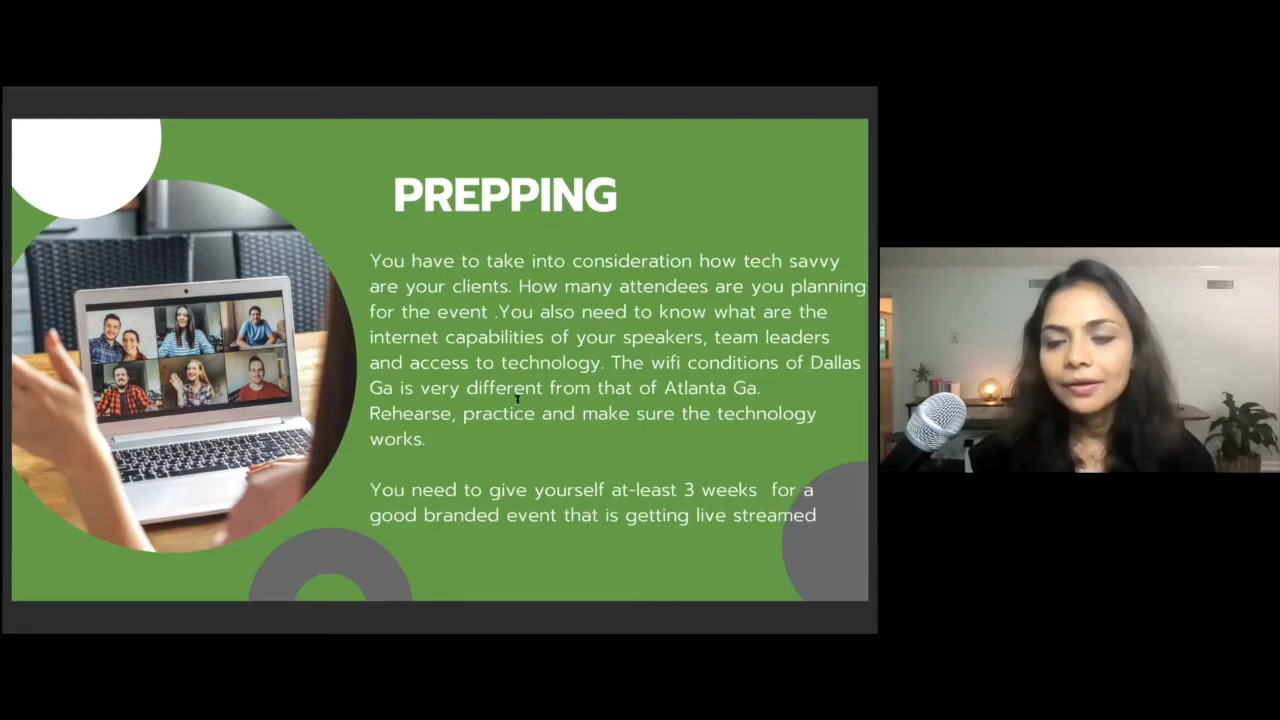 PREPPING
You have to take into consideration how tech savvy
are your clients. How many attendees are you planning
for the event .You also need to know what are the
internet capabilities of your speakers, team leaders
and access to technology. The wifi conditions of Dallas
Ga is very different from that of Atlanta Ga.
Rehearse, practice and make sure the technology
works.
You need to give yourself at-least 3 weeks  for a
good branded event that is getting live streamed